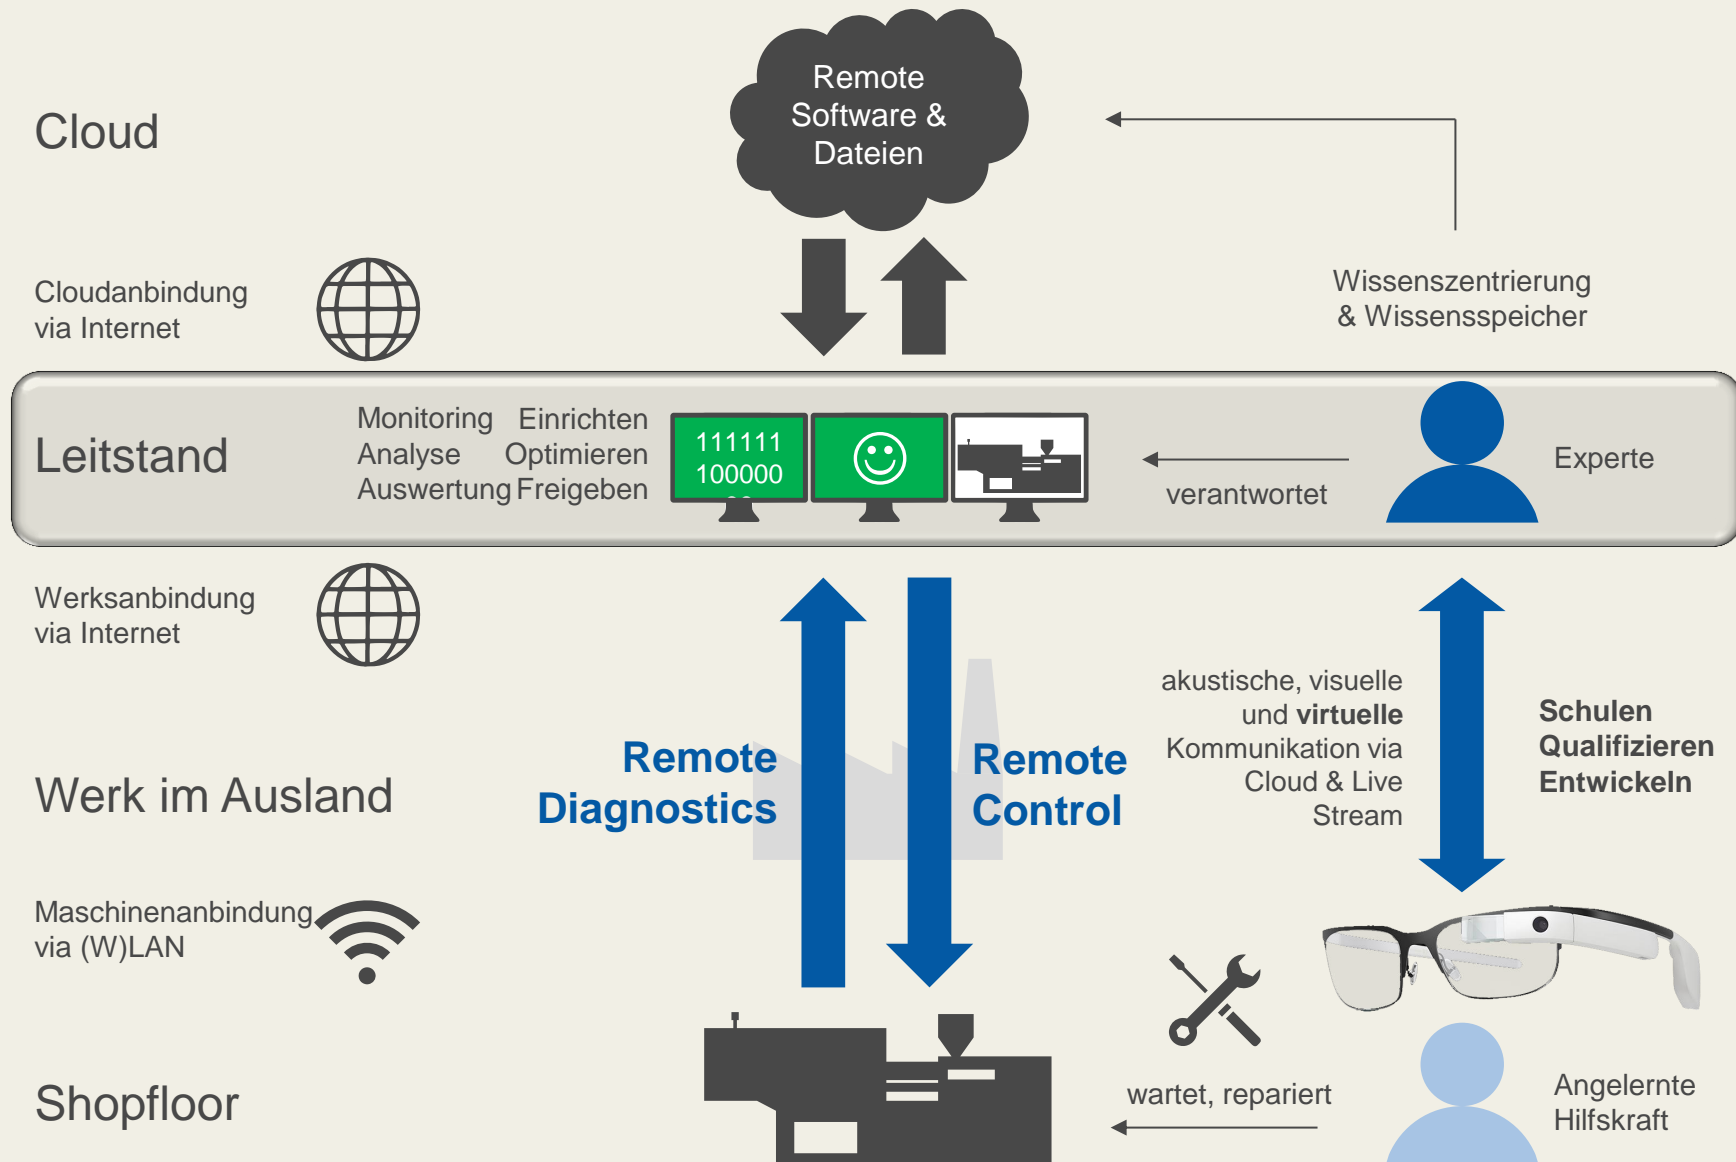 Remote
Software &
Dateien
Cloud
Cloudanbindung
via Internet
Wissenszentrierung
& Wissensspeicher
Leitstand
Monitoring Einrichten
Analyse Optimieren
Auswertung Freigeben
111111
100000
verantwortet
Experte
Werksanbindung
via Internet
akustische, visuelle
und virtuelle
Kommunikation via
Cloud & Live
Stream
Schulen
Qualifizieren
Entwickeln
Remote
Diagnostics
Remote
Control
Werk im Ausland
Maschinenanbindung
via (W)LAN
wartet, repariert
Shopfloor
Angelernte
Hilfskraft